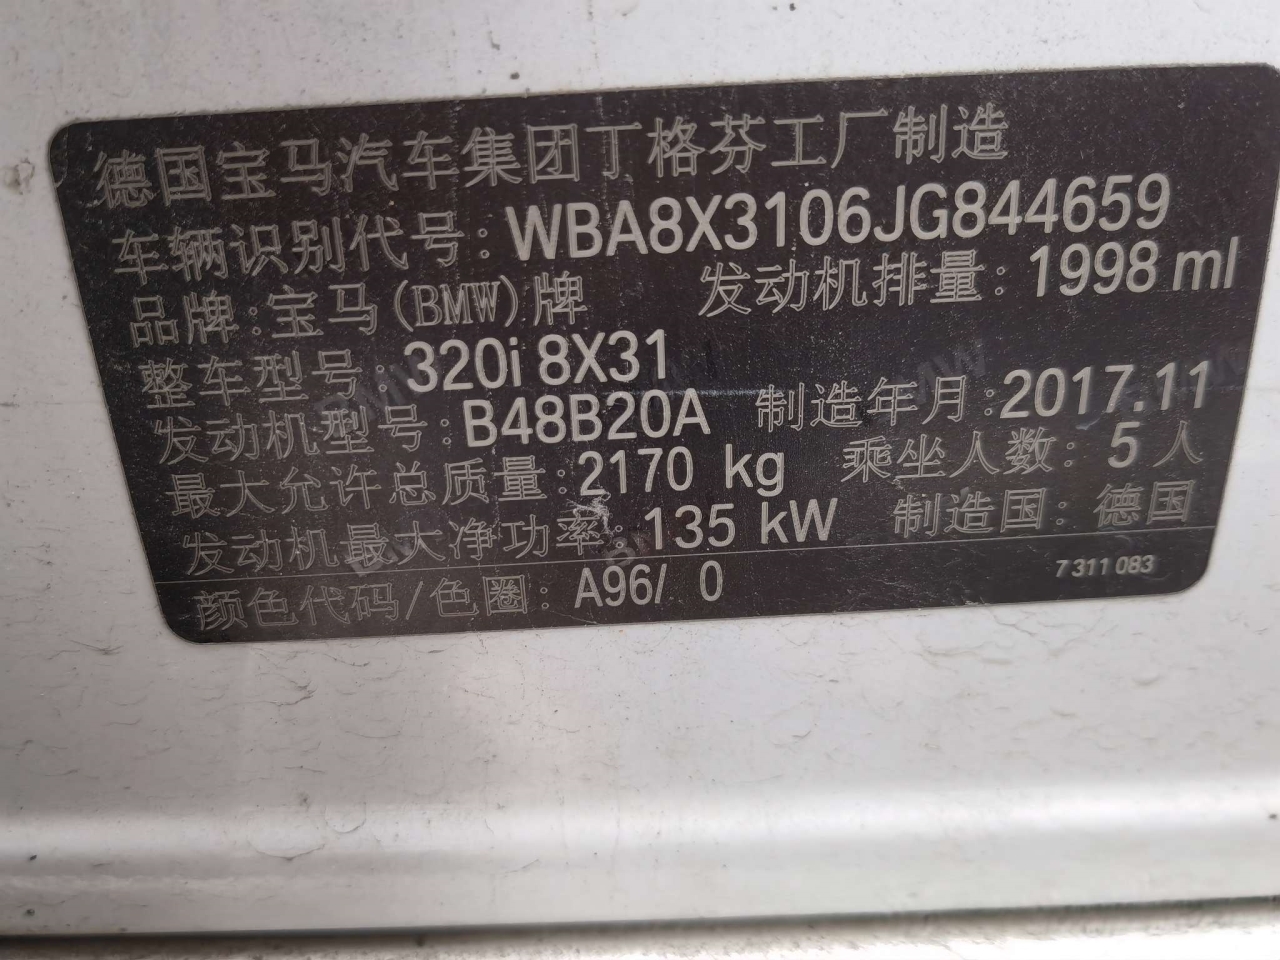 德国宝马汽车集团丁格芬工厂制造
车辆识别代号: WBA8X3106JG844659
品牌:宝马(BMW)牌 发动机排量: 1998 ml
整车型号: 320i 8X31
发动机型号: B48B20A 制造年月:2017.11
最大允许总质量:2170 kg 乘坐人数: 5 人
发动机最大净功率:135 kW 制造国: 德国
颜色代码/色圈: A96/ 0 7 311 083